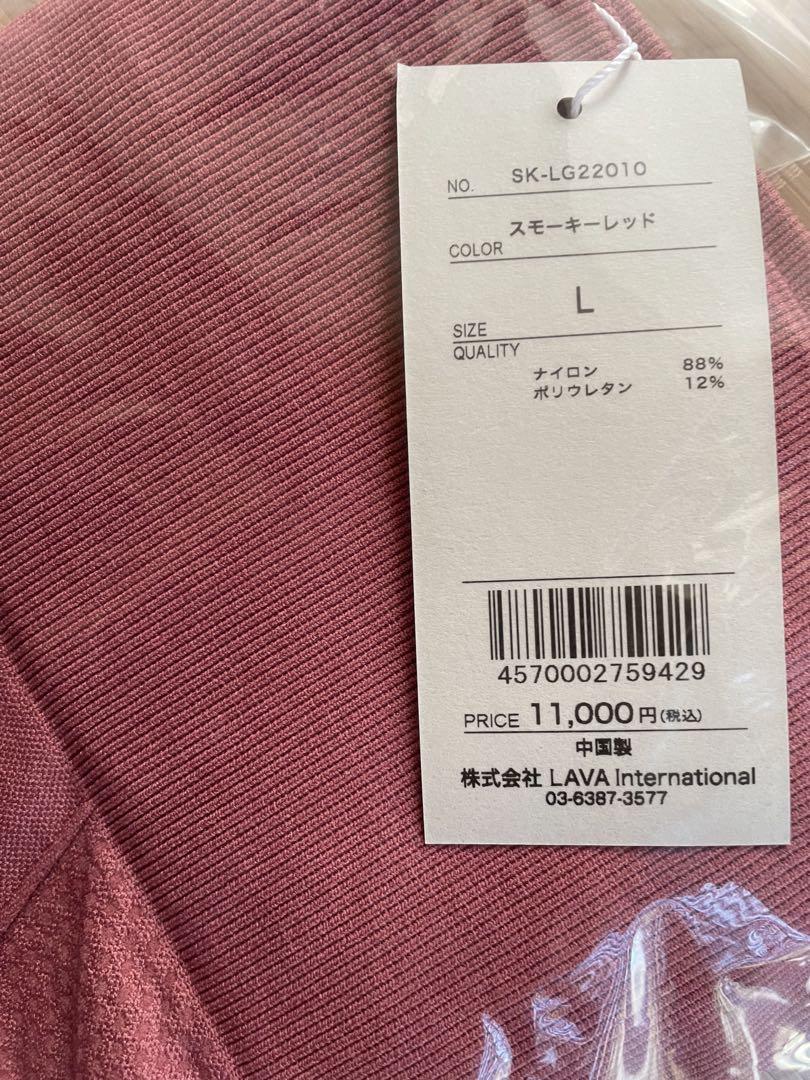 NO. SK-LG22010
COLOR スモーキーレッド
SIZE L
QUALITY
ナイロン 88%
ポリウレタン 12%
4570002759429
PRICE 11,000円(税込)
中国製
株式会社 LAVA International
03-6387-3577